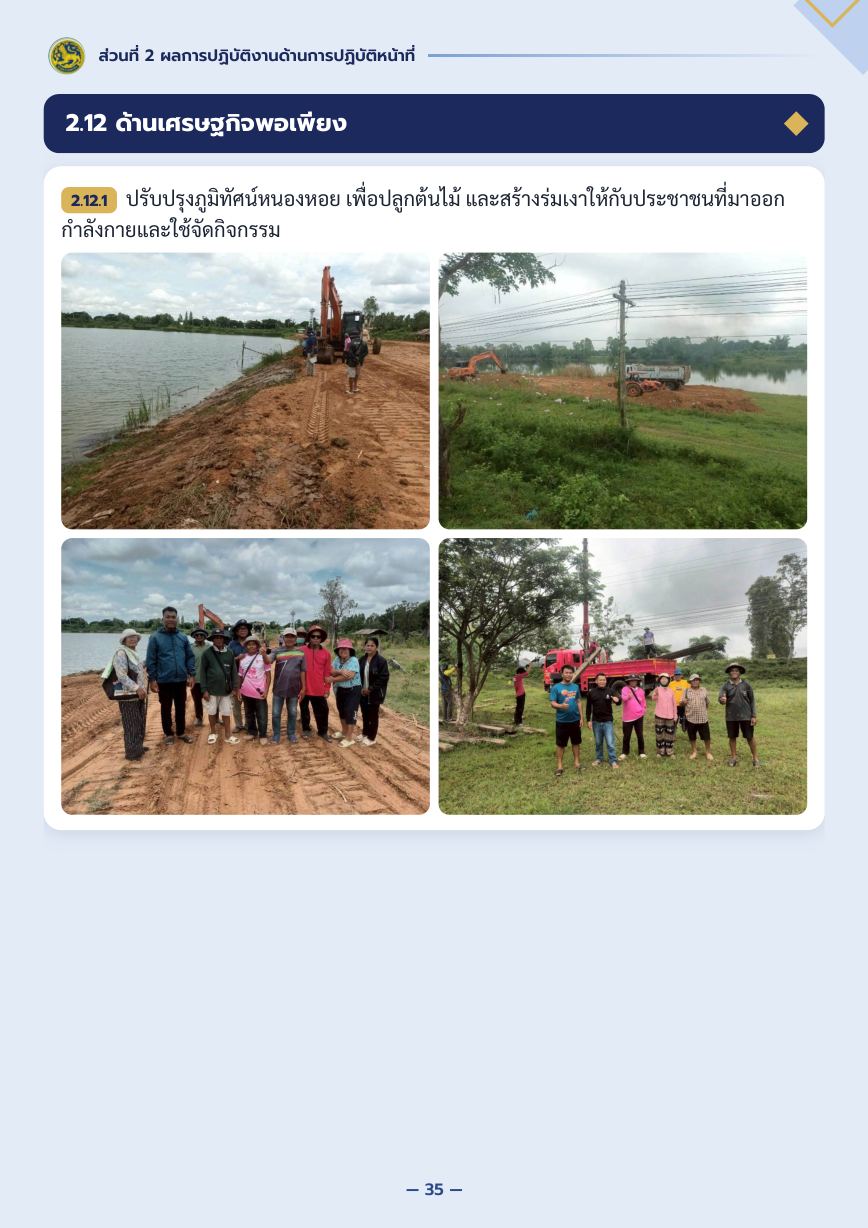 ส่วนที่ 2 ผลการปฏิบัติงานด้านการปฏิบัติหน้าที่
2.12 ด้านเศรษฐกิจพอเพียง
2.12.1 ปรับปรุงภูมิทัศน์หนองหอย เพื่อปลูกต้นไม้ และสร้างร่มเงาให้กับประชาชนที่มาออก
กำลังกายและใช้จัดกิจกรรม
— 35 —